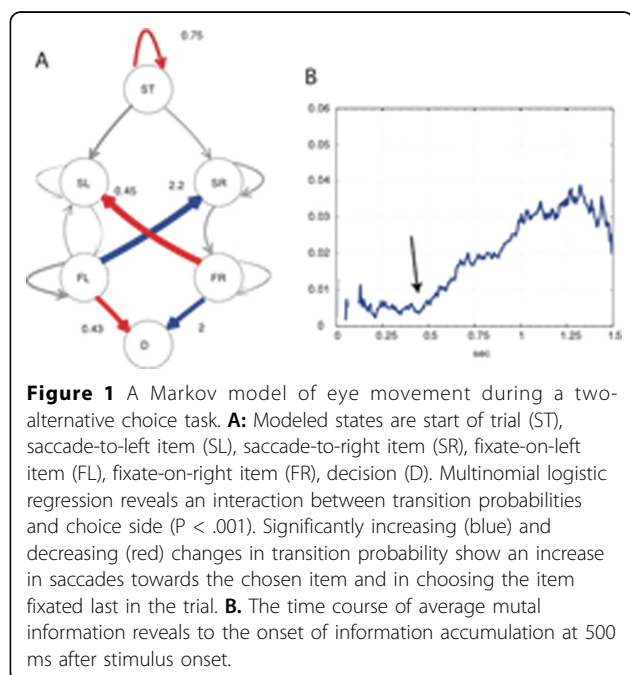 A
B
0.75
ST
SL
0.45
2.2
SR
FL
FR
0.43
2
D
0.06
0.05
0.04
0.03
0.02
0.01
0
0 0.25 0.5 0.75 1 1.25 1.5
sec
Figure 1 A Markov model of eye movement during a two-
alternative choice task. A: Modeled states are start of trial (ST),
saccade-to-left item (SL), saccade-to-right item (SR), fixate-on-left
item (FL), fixate-on-right item (FR), decision (D). Multinomial logistic
regression reveals an interaction between transition probabilities
and choice side (P < .001). Significantly increasing (blue) and
decreasing (red) changes in transition probability show an increase
in saccades towards the chosen item and in choosing the item
fixated last in the trial. B. The time course of average mutal
information reveals to the onset of information accumulation at 500
ms after stimulus onset.